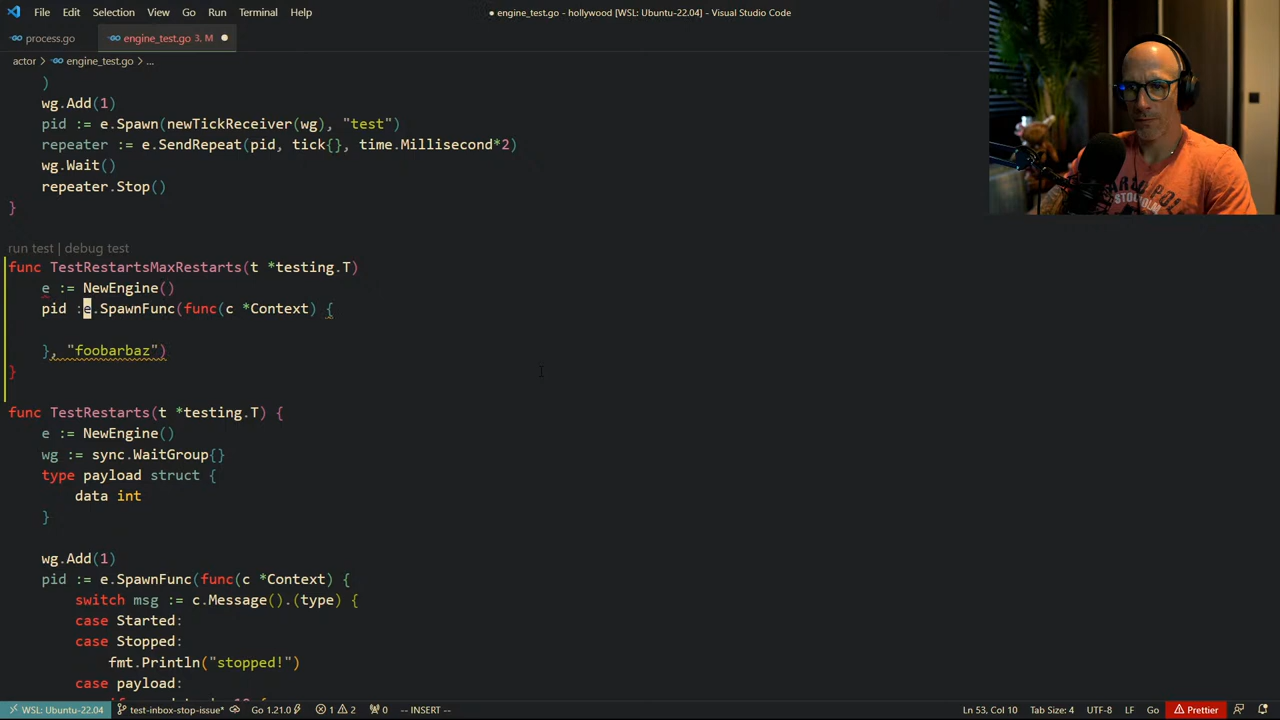 File Edit Selection View Go Run Terminal Help
● engine_test.go - hollywood [WSL: Ubuntu-22.04] - Visual Studio Code
process.go engine_test.go 3, M ●
actor > engine_test.go > ...
)
wg.Add(1)
pid := e.Spawn(newTickReceiver(wg), "test")
repeater := e.SendRepeat(pid, tick{}, time.Millisecond*2)
wg.Wait()
repeater.Stop()
}
run test | debug test
func TestRestartsMaxRestarts(t *testing.T)
e := NewEngine()
pid :e.SpawnFunc(func(c *Context) {
}, "foobarbaz")
}
func TestRestarts(t *testing.T) {
e := NewEngine()
wg := sync.WaitGroup{}
type payload struct {
data int
}
wg.Add(1)
pid := e.SpawnFunc(func(c *Context) {
switch msg := c.Message().(type) {
case Started:
case Stopped:
fmt.Println("stopped!")
case payload:
WSL: Ubuntu-22.04 test-inbox-stop-issue* Go 1.21.0 1 2 0 -- INSERT -- Ln 53, Col 10 Tab Size: 4 UTF-8 LF Go Prettier